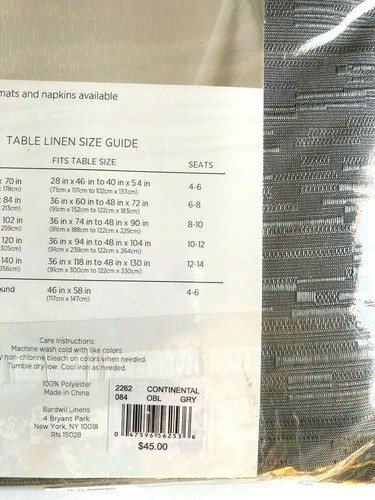 mats and napkins available
TABLE LINEN SIZE GUIDE
FITS TABLE SIZE SEATS
x 70 in 28 in x 46 in to 40 in x 54 in 4-6
x 178cm) (71cm x 117cm to 102cm x 137cm)
x 84 in 36 in x 60 in to 48 in x 72 in 6-8
213cm) (91cm x 152cm to 122cm x 183cm)
102 in 36 in x 74 in to 48 in x 90 in 8-10
259cm) (91cm x 188cm to 122cm x 229cm)
120 in 36 in x 94 in to 48 in x 104 in 10-12
305cm) (91cm x 239cm to 122cm x 264cm)
140 in 36 in x 118 in to 48 in x 130 in 12-14
356cm) (91cm x 300cm to 122cm x 330cm)
ound 46 in x 58 in 4-6
(117cm x 147cm)
Care Instructions:
Machine wash cold with like colors.
y non-chlorine bleach on colors when needed.
Tumble dry low. Cool iron as needed.
100% Polyester
Made in China
Bardwil Linens
4 Bryant Park
New York, NY 10018
RN 15028
2262 CONTINENTAL
084 OBL GRY
0 47596 56253 6
$45.00